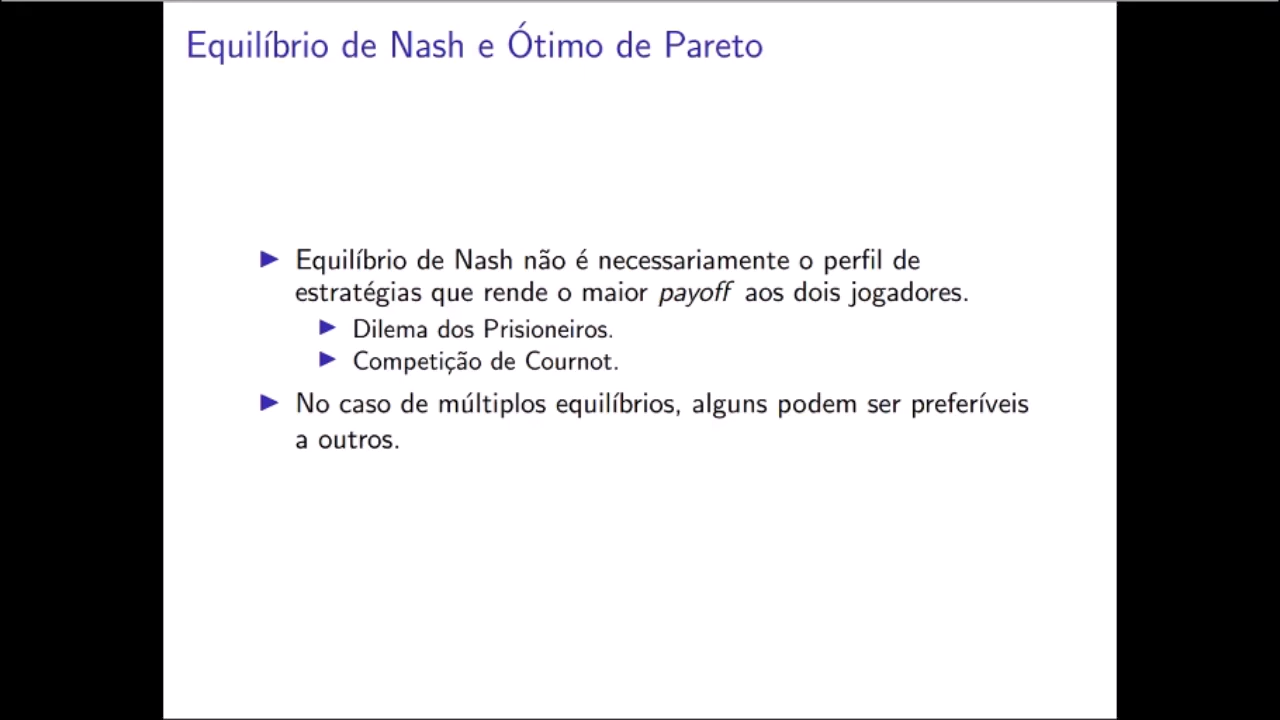 Equilíbrio de Nash e Ótimo de Pareto
Equilíbrio de Nash não é necessariamente o perfil de
estratégias que rende o maior payoff aos dois jogadores.
Dilema dos Prisioneiros.
Competição de Cournot.
No caso de múltiplos equilíbrios, alguns podem ser preferíveis
a outros.